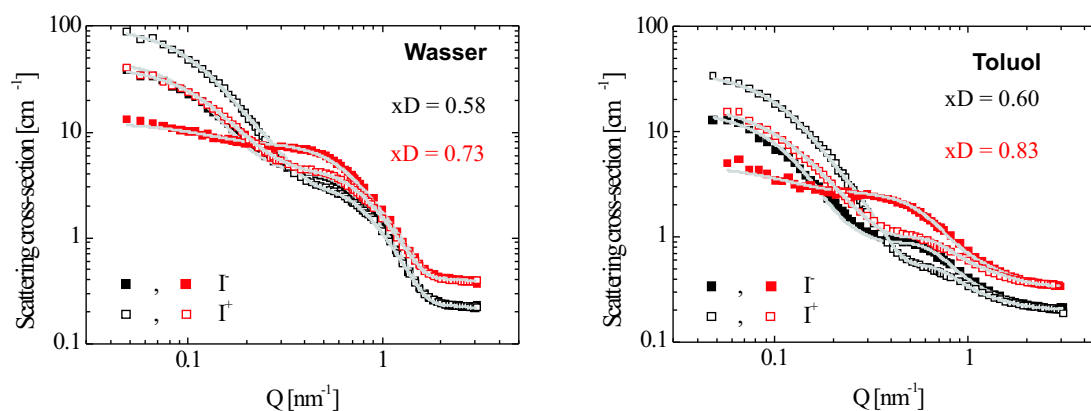 Scattering cross-section [cm⁻¹]
100
10
1
0.1
Wasser
xD = 0.58
xD = 0.73
, I⁻
, I⁺
0.1
1
Q [nm⁻¹]
Scattering cross-section [cm⁻¹]
100
10
1
0.1
Toluol
xD = 0.60
xD = 0.83
, I⁻
, I⁺
0.1
1
Q [nm⁻¹]